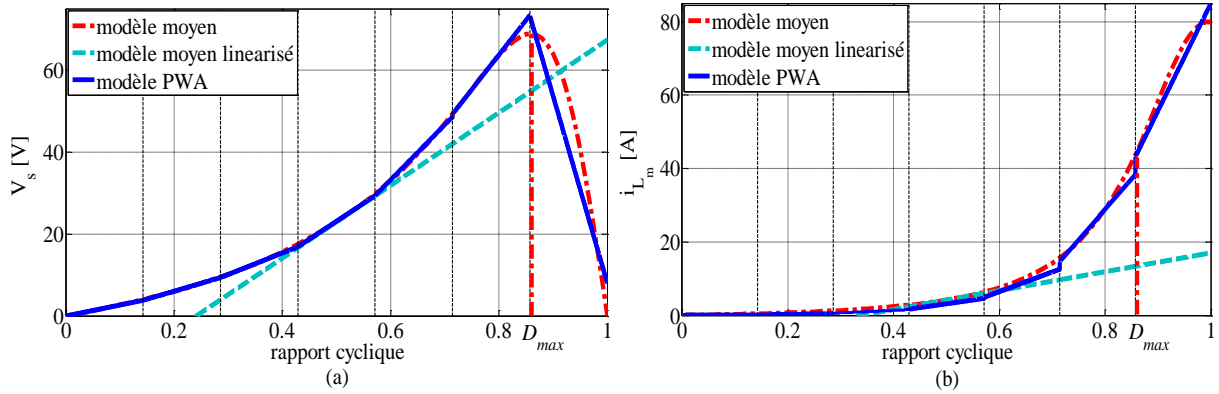 modèle moyen
modèle moyen linearisé
modèle PWA
V_s [V]
60
40
20
0
0 0.2 0.4 0.6 0.8 D_max 1
rapport cyclique
(a)
modèle moyen
modèle moyen linearisé
modèle PWA
i_{L_m} [A]
80
60
40
20
0
0 0.2 0.4 0.6 0.8 D_max 1
rapport cyclique
(b)